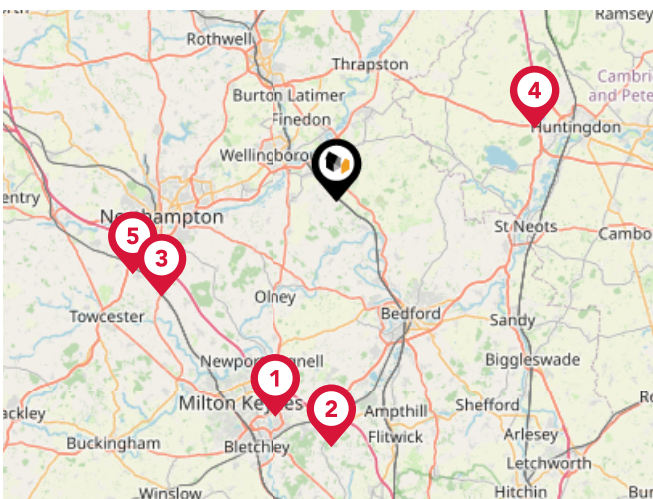 Ramsey
Rothwell
Thrapston
Cambri
and Pete
Burton Latimer
4
Finedon
Huntingdon
Wellingborou
entry
Northampton
St Neots
Cambo
5
3
Olney
Bedford
Towcester
Sandy
Newport Pagnell
Biggleswade
1
ackley
Milton Keynes
2
Ampthill
Shefford
Buckingham
Bletchley
Flitwick
Arlesey
Letchworth
Winslow
Hitchin
Bur